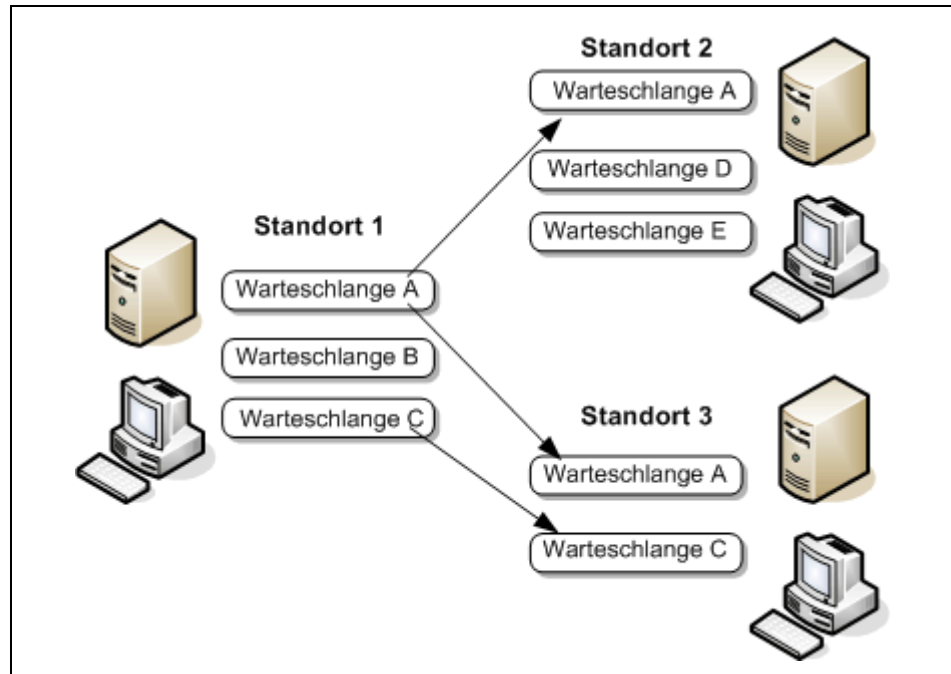 Standort 1
Warteschlange A
Warteschlange B
Warteschlange C
Standort 2
Warteschlange A
Warteschlange D
Warteschlange E
Standort 3
Warteschlange A
Warteschlange C